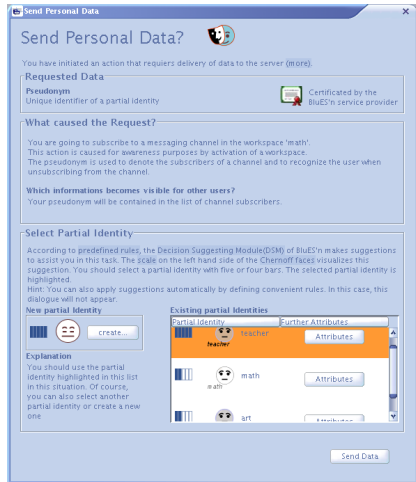 Send Personal Data
Send Personal Data?
You have initiated an action that requiers delivery of data to the server (more).
Requested Data
Pseudonym
Unique identifier of a partial identity
Certificated by the
BluES'n service provider
What caused the Request?
You are going to subscribe to a messaging channel in the workspace 'math'.
This action is caused for awareness purposes by activation of a workspace.
The pseudonym is used to denote the subscribers of a channel and to recognize the user when
unsubscribing from the channel.
Which informations becomes visible for other users?
Your pseudonym will be contained in the list of channel subscribers.
Select Partial Identity
According to predefined rules, the Decision Suggesting Module(DSM) of BluES'n makes suggestions
to assist you in this task. The scale on the left hand side of the Chernoff faces visualizes this
suggestion. You should select a partial identity with five or four bars. The selected partial identity is
highlighted.
Hint: You can also apply suggestions automatically by defining convenient rules. In this case, this
dialogue will not appear.
New partial Identity
create...
Explanation
You should use the partial
identity highlighted in this list
in this situation. Of course,
you can also select another
partial identity or create a new
one
Existing partial Identities
Partial Identity Further Attributes
teacher Attributes
teacher
math Attributes
math
art Attributes
Send Data